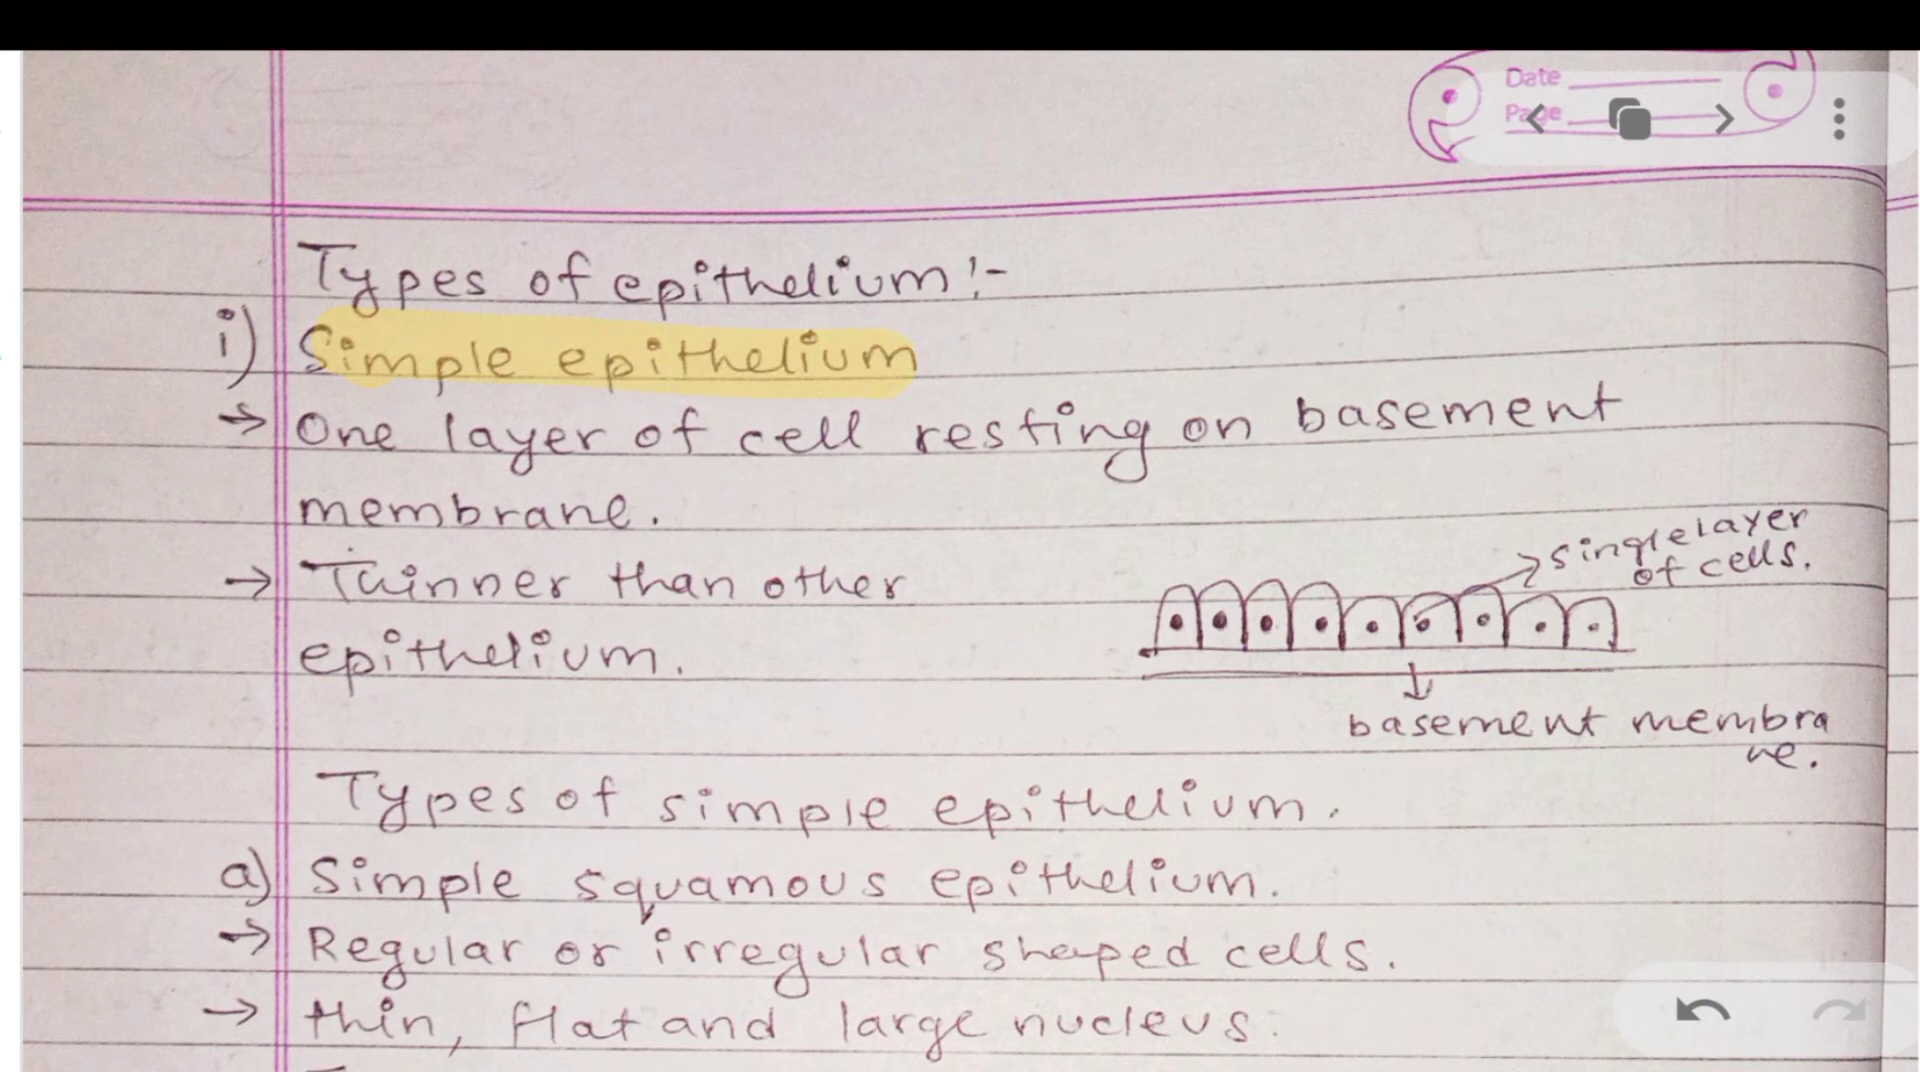 Date
Page
Types of epithelium :-
i) Simple epithelium
→ One layer of cell resting on basement
membrane.
→ Thinner than other
epithelium.
→ single layer
of cells.
basement membra
ne.
Types of simple epithelium.
a) Simple squamous epithelium.
→ Regular or irregular shaped cells.
→ thin, flat and large nucleus.